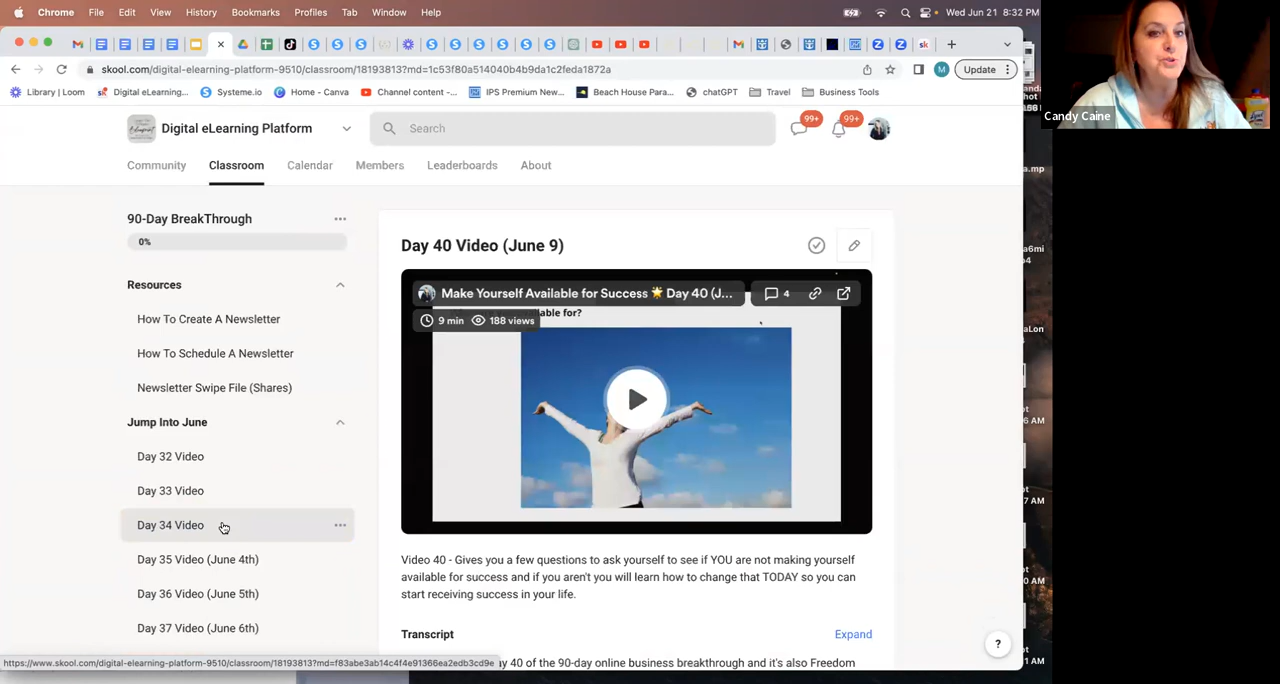 Chrome File Edit View History Bookmarks Profiles Tab Window Help Wed Jun 21 8:32 PM
skool.com/digital-elearning-platform-9510/classroom/18193813?md=1c53f80a514040b4b9da1c2feda1872a Update
Library | Loom Digital eLearning... Systeme.io Home - Canva Channel content -... IPS Premium New... Beach House Para... chatGPT Travel Business Tools
Candy Caine
Digital eLearning Platform Search 99+ 99+
Community Classroom Calendar Members Leaderboards About
90-Day BreakThrough
0%
Resources
How To Create A Newsletter
How To Schedule A Newsletter
Newsletter Swipe File (Shares)
Jump Into June
Day 32 Video
Day 33 Video
Day 34 Video
Day 35 Video (June 4th)
Day 36 Video (June 5th)
Day 37 Video (June 6th)
Day 40 Video (June 9)
Make Yourself Available for Success 🌟 Day 40 (J... 4
9 min 188 views
Video 40 - Gives you a few questions to ask yourself to see if YOU are not making yourself
available for success and if you aren't you will learn how to change that TODAY so you can
start receiving success in your life.
Transcript Expand
y 40 of the 90-day online business breakthrough and it's also Freedom
https://www.skool.com/digital-elearning-platform-9510/classroom/18193813?md=f83abe3ab14c4f4e91366ea2edb3cd9e